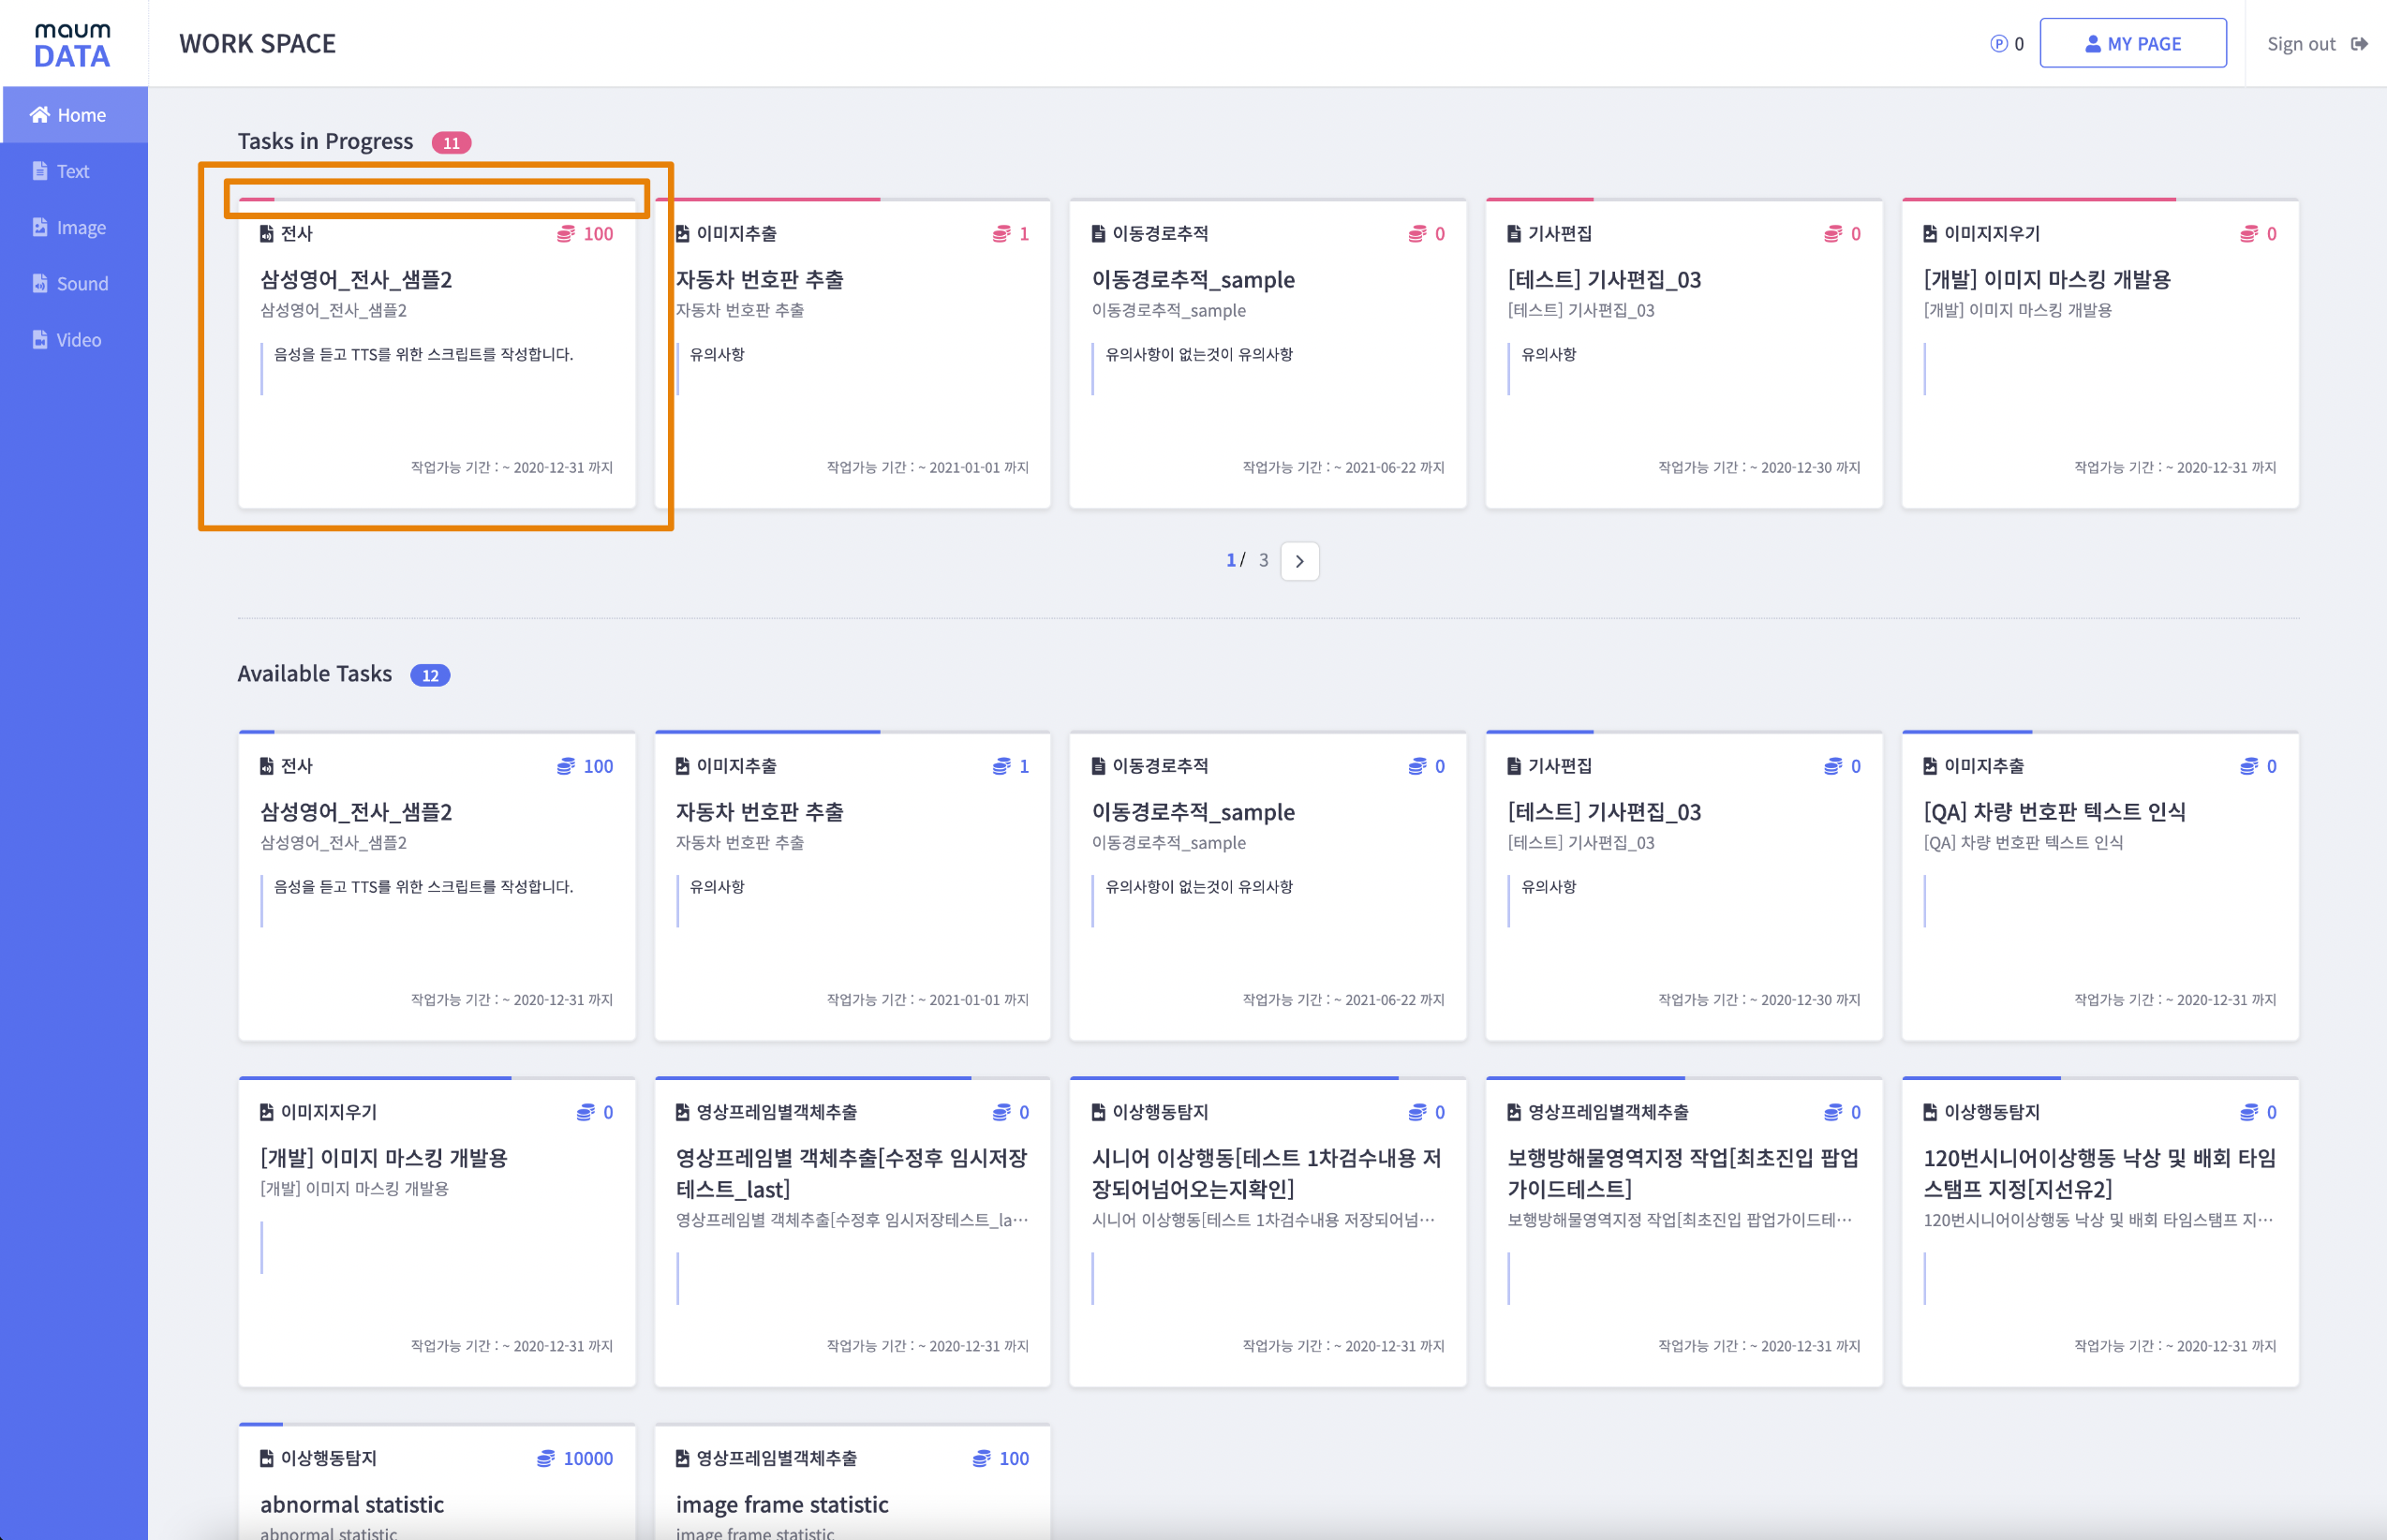 maum
DATA
WORK SPACE
P 0
MY PAGE
Sign out
Home
Text
Image
Sound
Video
Tasks in Progress 11
전사 100
삼성영어_전사_샘플2
삼성영어_전사_샘플2
음성을 듣고 TTS를 위한 스크립트를 작성합니다.
작업가능 기간 : ~ 2020-12-31 까지
이미지추출 1
자동차 번호판 추출
자동차 번호판 추출
유의사항
작업가능 기간 : ~ 2021-01-01 까지
이동경로추적 0
이동경로추적_sample
이동경로추적_sample
유의사항이 없는것이 유의사항
작업가능 기간 : ~ 2021-06-22 까지
기사편집 0
[테스트] 기사편집_03
[테스트] 기사편집_03
유의사항
작업가능 기간 : ~ 2020-12-30 까지
이미지지우기 0
[개발] 이미지 마스킹 개발용
[개발] 이미지 마스킹 개발용
작업가능 기간 : ~ 2020-12-31 까지
1 / 3
Available Tasks 12
전사 100
삼성영어_전사_샘플2
삼성영어_전사_샘플2
음성을 듣고 TTS를 위한 스크립트를 작성합니다.
작업가능 기간 : ~ 2020-12-31 까지
이미지추출 1
자동차 번호판 추출
자동차 번호판 추출
유의사항
작업가능 기간 : ~ 2021-01-01 까지
이동경로추적 0
이동경로추적_sample
이동경로추적_sample
유의사항이 없는것이 유의사항
작업가능 기간 : ~ 2021-06-22 까지
기사편집 0
[테스트] 기사편집_03
[테스트] 기사편집_03
유의사항
작업가능 기간 : ~ 2020-12-30 까지
이미지추출 0
[QA] 차량 번호판 텍스트 인식
[QA] 차량 번호판 텍스트 인식
작업가능 기간 : ~ 2020-12-31 까지
이미지지우기 0
[개발] 이미지 마스킹 개발용
[개발] 이미지 마스킹 개발용
작업가능 기간 : ~ 2020-12-31 까지
영상프레임별객체추출 0
영상프레임별 객체추출[수정후 임시저장
테스트_last]
영상프레임별 객체추출[수정후 임시저장테스트_la…
작업가능 기간 : ~ 2020-12-31 까지
이상행동탐지 0
시니어 이상행동[테스트 1차검수내용 저
장되어넘어오는지확인]
시니어 이상행동[테스트 1차검수내용 저장되어넘…
작업가능 기간 : ~ 2020-12-31 까지
영상프레임별객체추출 0
보행방해물영역지정 작업[최초진입 팝업
가이드테스트]
보행방해물영역지정 작업[최초진입 팝업가이드테…
작업가능 기간 : ~ 2020-12-31 까지
이상행동탐지 0
120번시니어이상행동 낙상 및 배회 타임
스탬프 지정[지선유2]
120번시니어이상행동 낙상 및 배회 타임스탬프 지…
작업가능 기간 : ~ 2020-12-31 까지
이상행동탐지 10000
abnormal statistic
abnormal statistic
영상프레임별객체추출 100
image frame statistic
image frame statistic